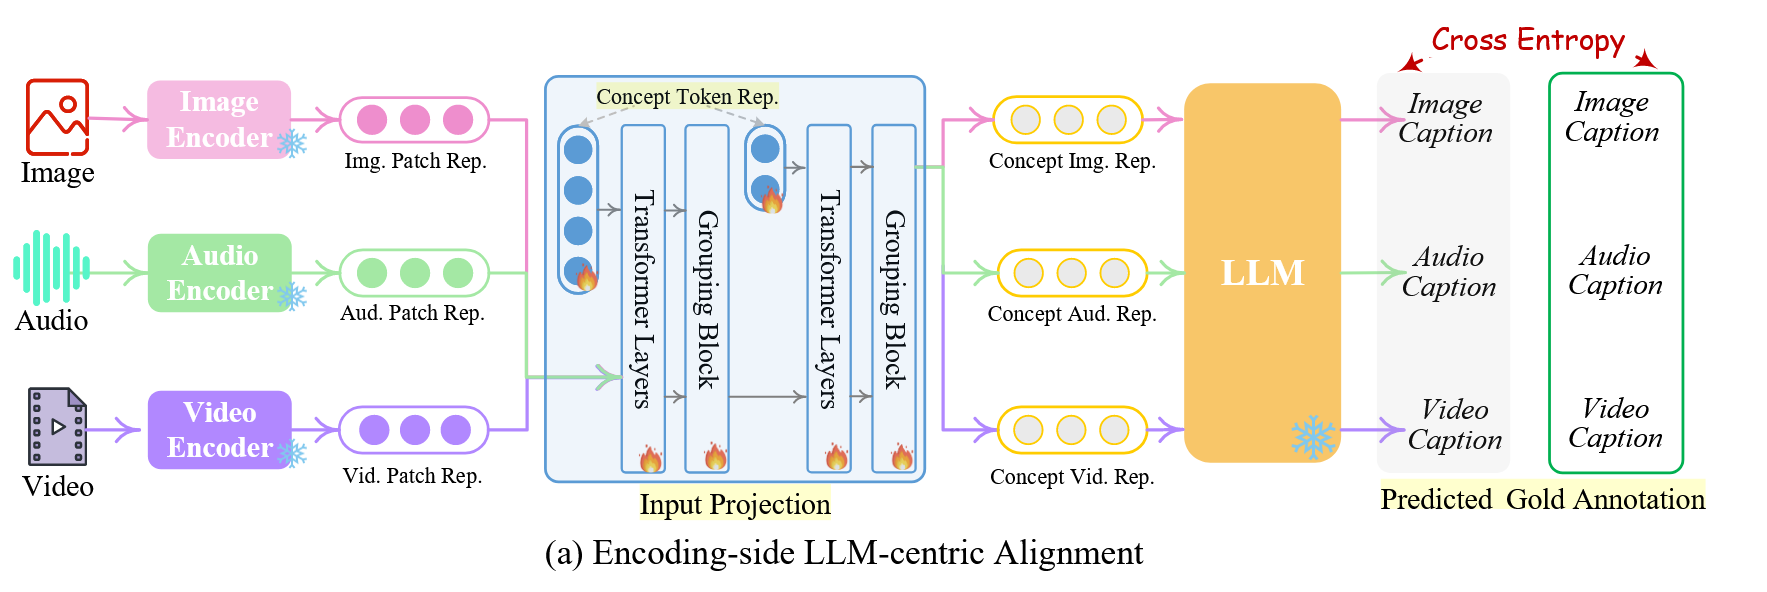 Cross Entropy
Image
Image
Encoder
Img. Patch Rep.
Audio
Audio
Encoder
Aud. Patch Rep.
Video
Video
Encoder
Vid. Patch Rep.
Concept Token Rep.
Transformer Layers
Grouping Block
Transformer Layers
Grouping Block
Input Projection
Concept Img. Rep.
Concept Aud. Rep.
Concept Vid. Rep.
LLM
Image
Caption
Audio
Caption
Video
Caption
Predicted
Image
Caption
Audio
Caption
Video
Caption
Gold Annotation
(a) Encoding-side LLM-centric Alignment